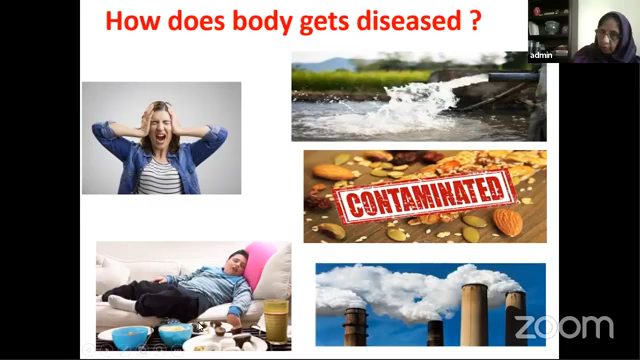 How does body gets diseased ?
admin
CONTAMINATED
zoom